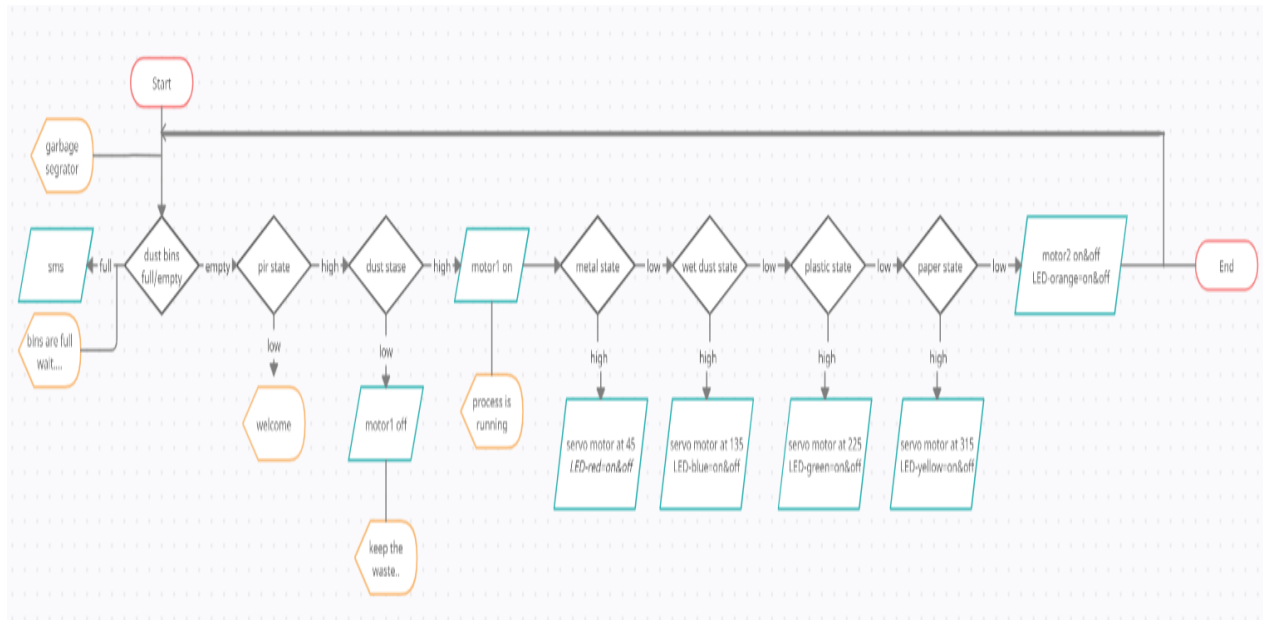 Start
garbage
segrator
sms
full
dust bins
full/empty
empty
pir state
high
dust stase
high
motor1 on
metal state
low
wet dust state
low
plastic state
low
paper state
low
motor2 on&off
LED-orange=on&off
End
bins are full
wait....
low
welcome
low
motor1 off
keep the
waste..
process is
running
high
servo motor at 45
LED-red=on&off
high
servo motor at 135
LED-blue=on&off
high
servo motor at 225
LED-green=on&off
high
servo motor at 315
LED-yellow=on&off